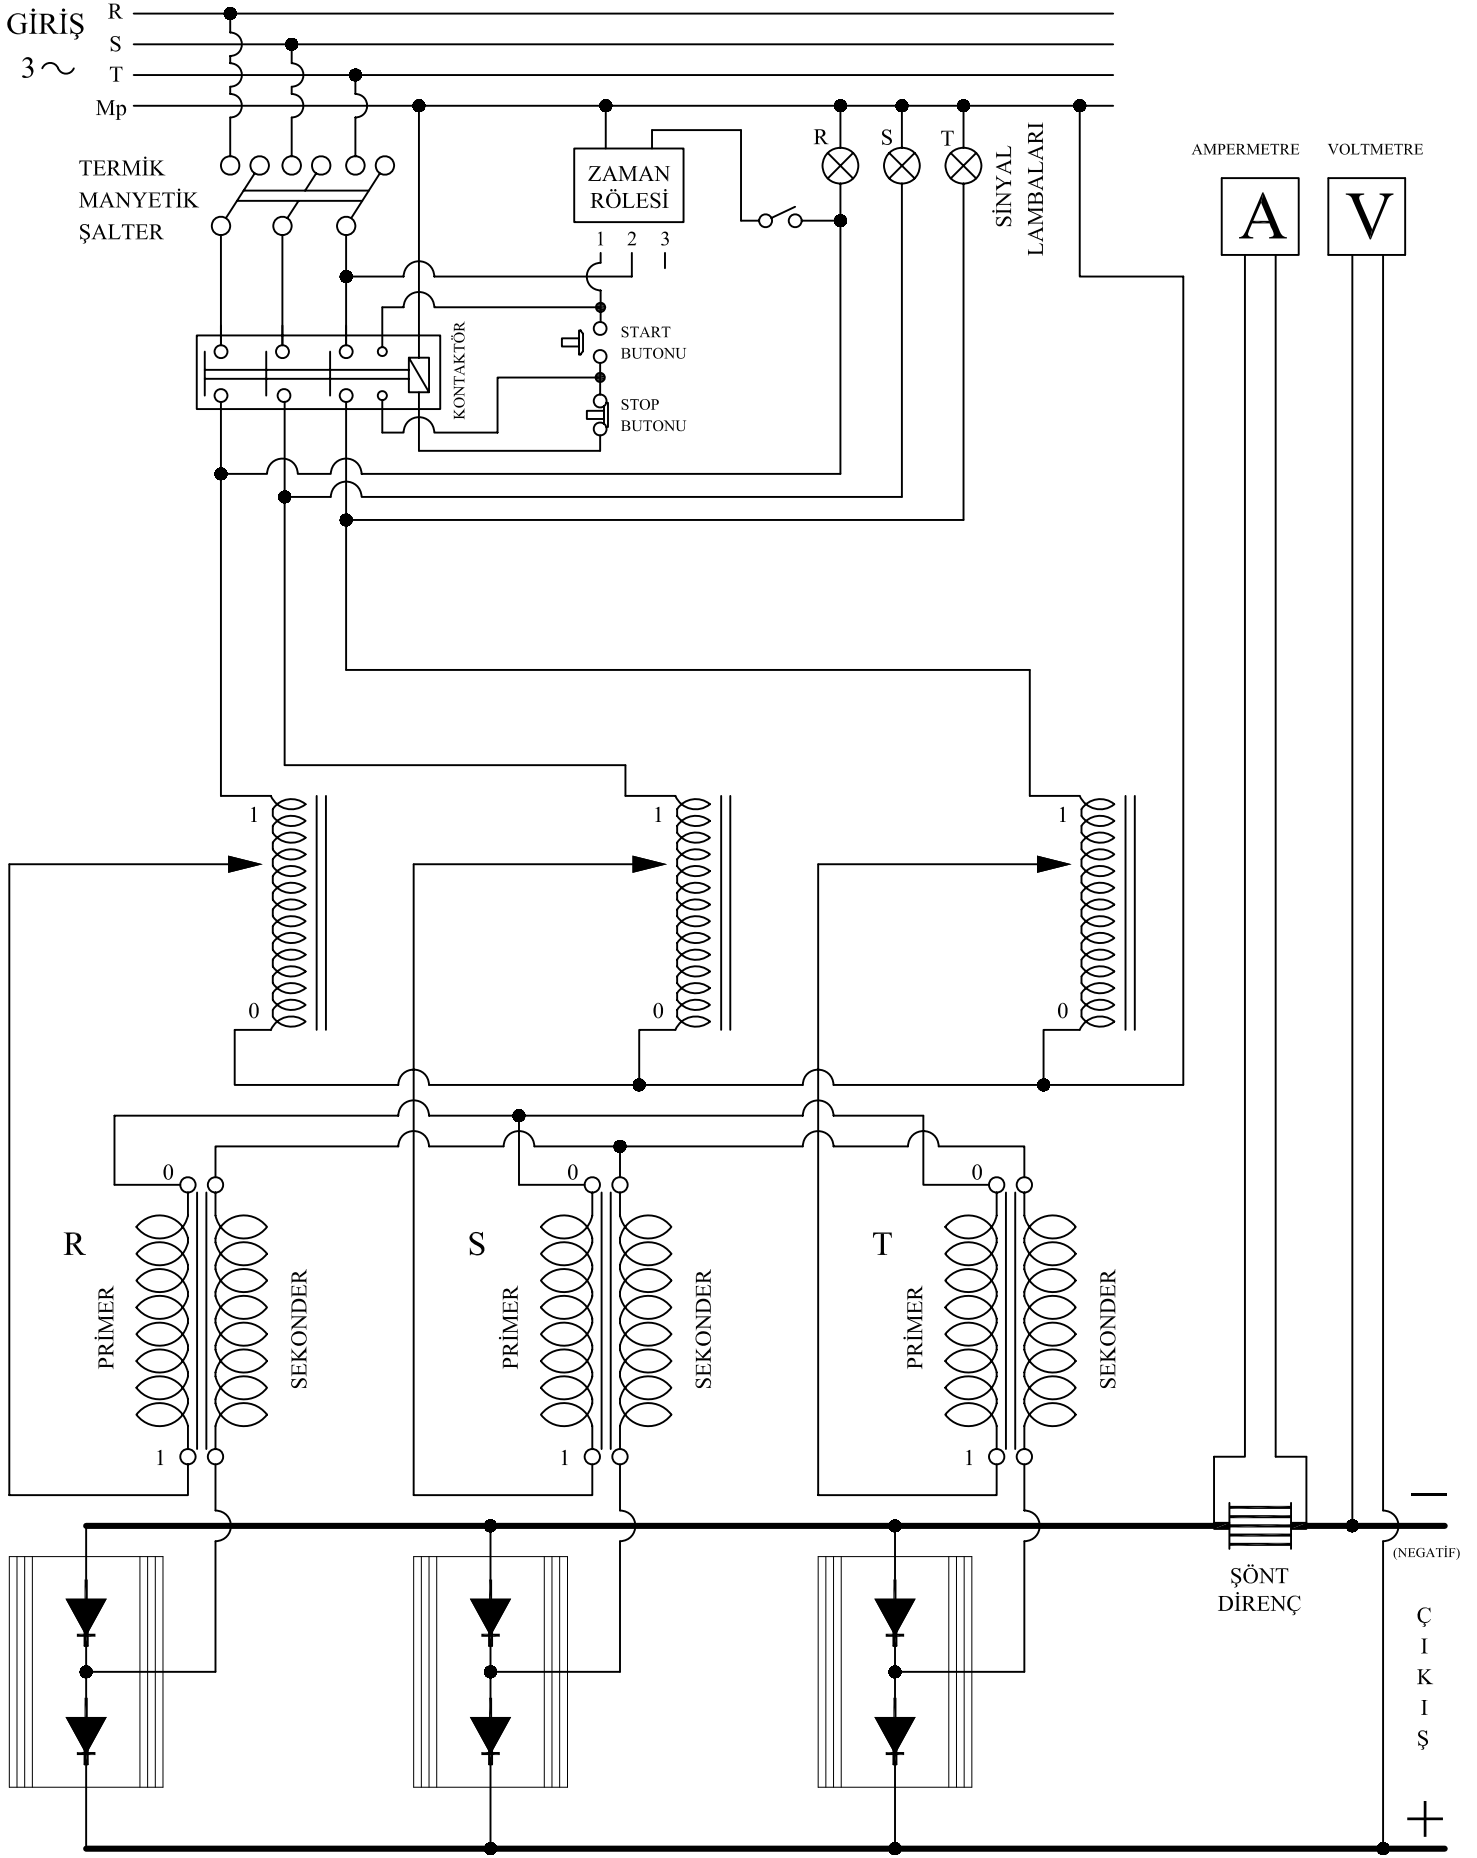 GİRİŞ
3
R
S
T
Mp
TERMİK
MANYETİK
ŞALTER
ZAMAN
RÖLESİ
1 2 3
R S T
SİNYAL
LAMBALARI
AMPERMETRE VOLTMETRE
A V
KONTAKTÖR
START
BUTONU
STOP
BUTONU
1 1 1
0 0 0
0 0 0
R S T
PRİMER
SEKONDER
PRİMER
SEKONDER
PRİMER
SEKONDER
1 1 1
−
(NEGATİF)
ŞÖNT
DİRENÇ
Ç
I
K
I
Ş
+